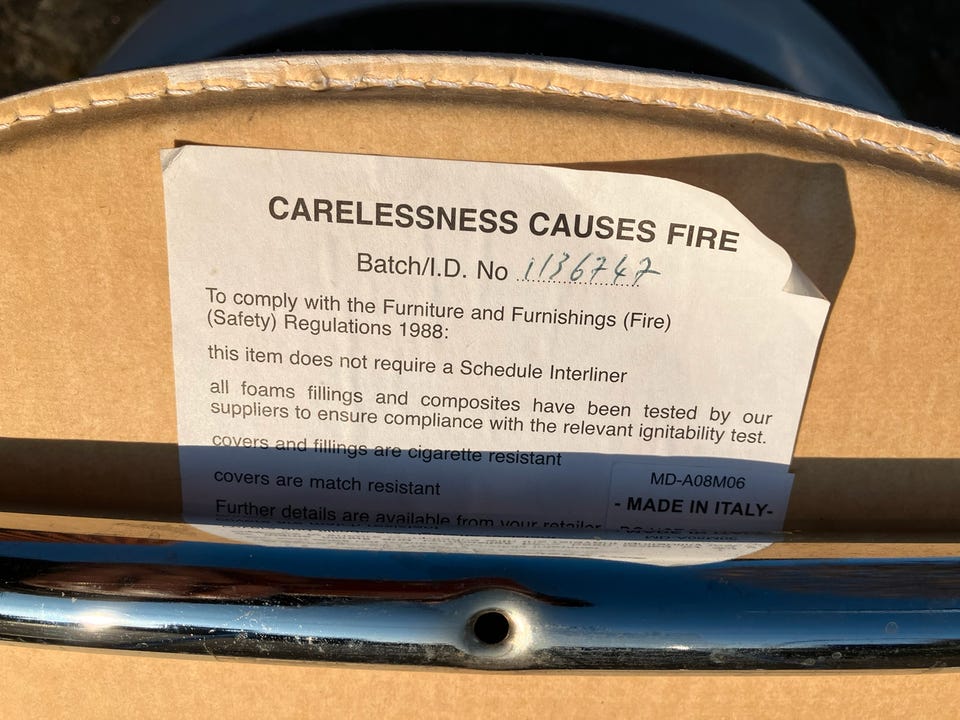 CARELESSNESS CAUSES FIRE
Batch/I.D. No 1136747
To comply with the Furniture and Furnishings (Fire)
(Safety) Regulations 1988:
this item does not require a Schedule Interliner
all foams fillings and composites have been tested by our
suppliers to ensure compliance with the relevant ignitability test.
covers and fillings are cigarette resistant
covers are match resistant
Further details are available from your retailer
MD-A08M06
- MADE IN ITALY-